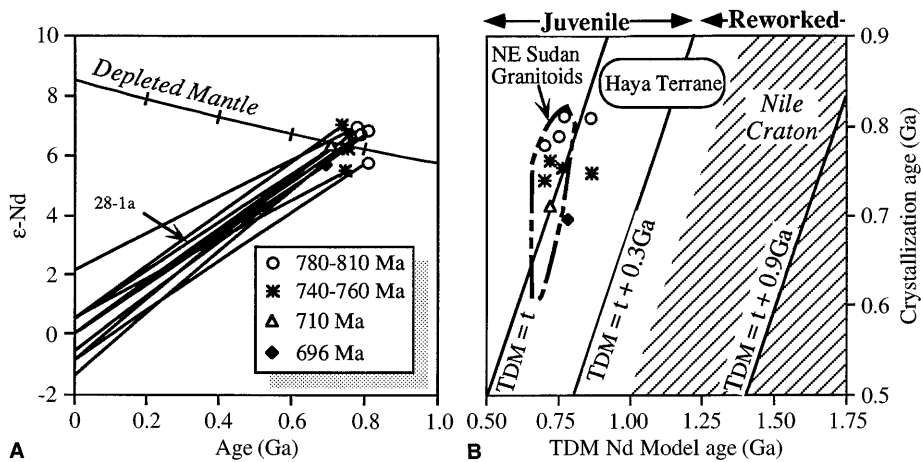 Juvenile Reworked
10
8
6
4
2
0
-2
ε-Nd
Depleted Mantle
28-1a
780-810 Ma
740-760 Ma
710 Ma
696 Ma
0 0.2 0.4 0.6 0.8 1.0
A Age (Ga)
NE Sudan
Granitoids
Haya Terrane
Nile
Craton
TDM = t
TDM = t + 0.3Ga
TDM = t + 0.9Ga
0.9
0.8
0.7
0.6
0.5
Crystallization age (Ga)
0.50 0.75 1.00 1.25 1.50 1.75
B TDM Nd Model age (Ga)